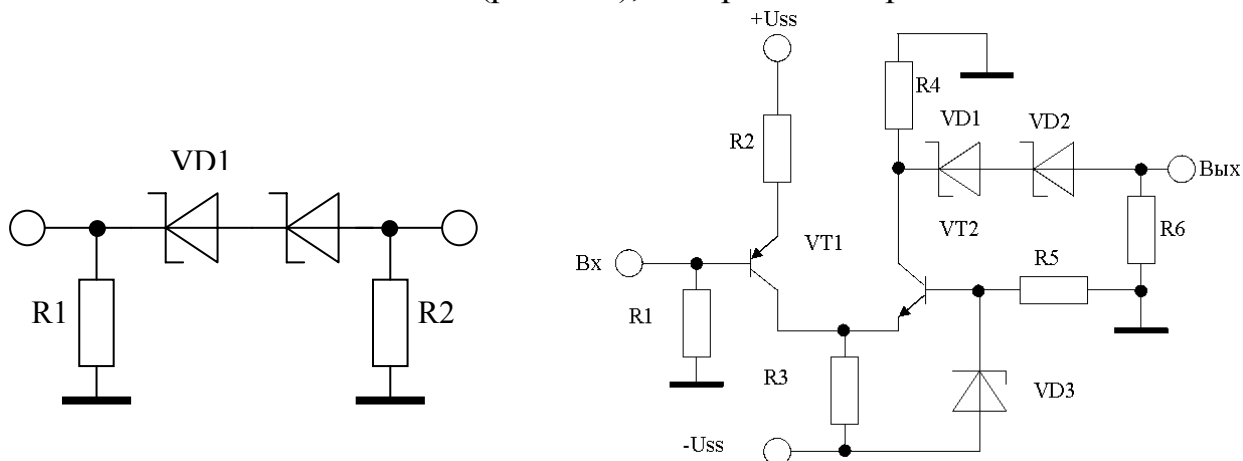 +Uss
R4
VD1
VD2
R2
VD1
Вых
VT2
R6
VT1
Вх
R5
R1
R2
R1
R3
VD3
-Uss